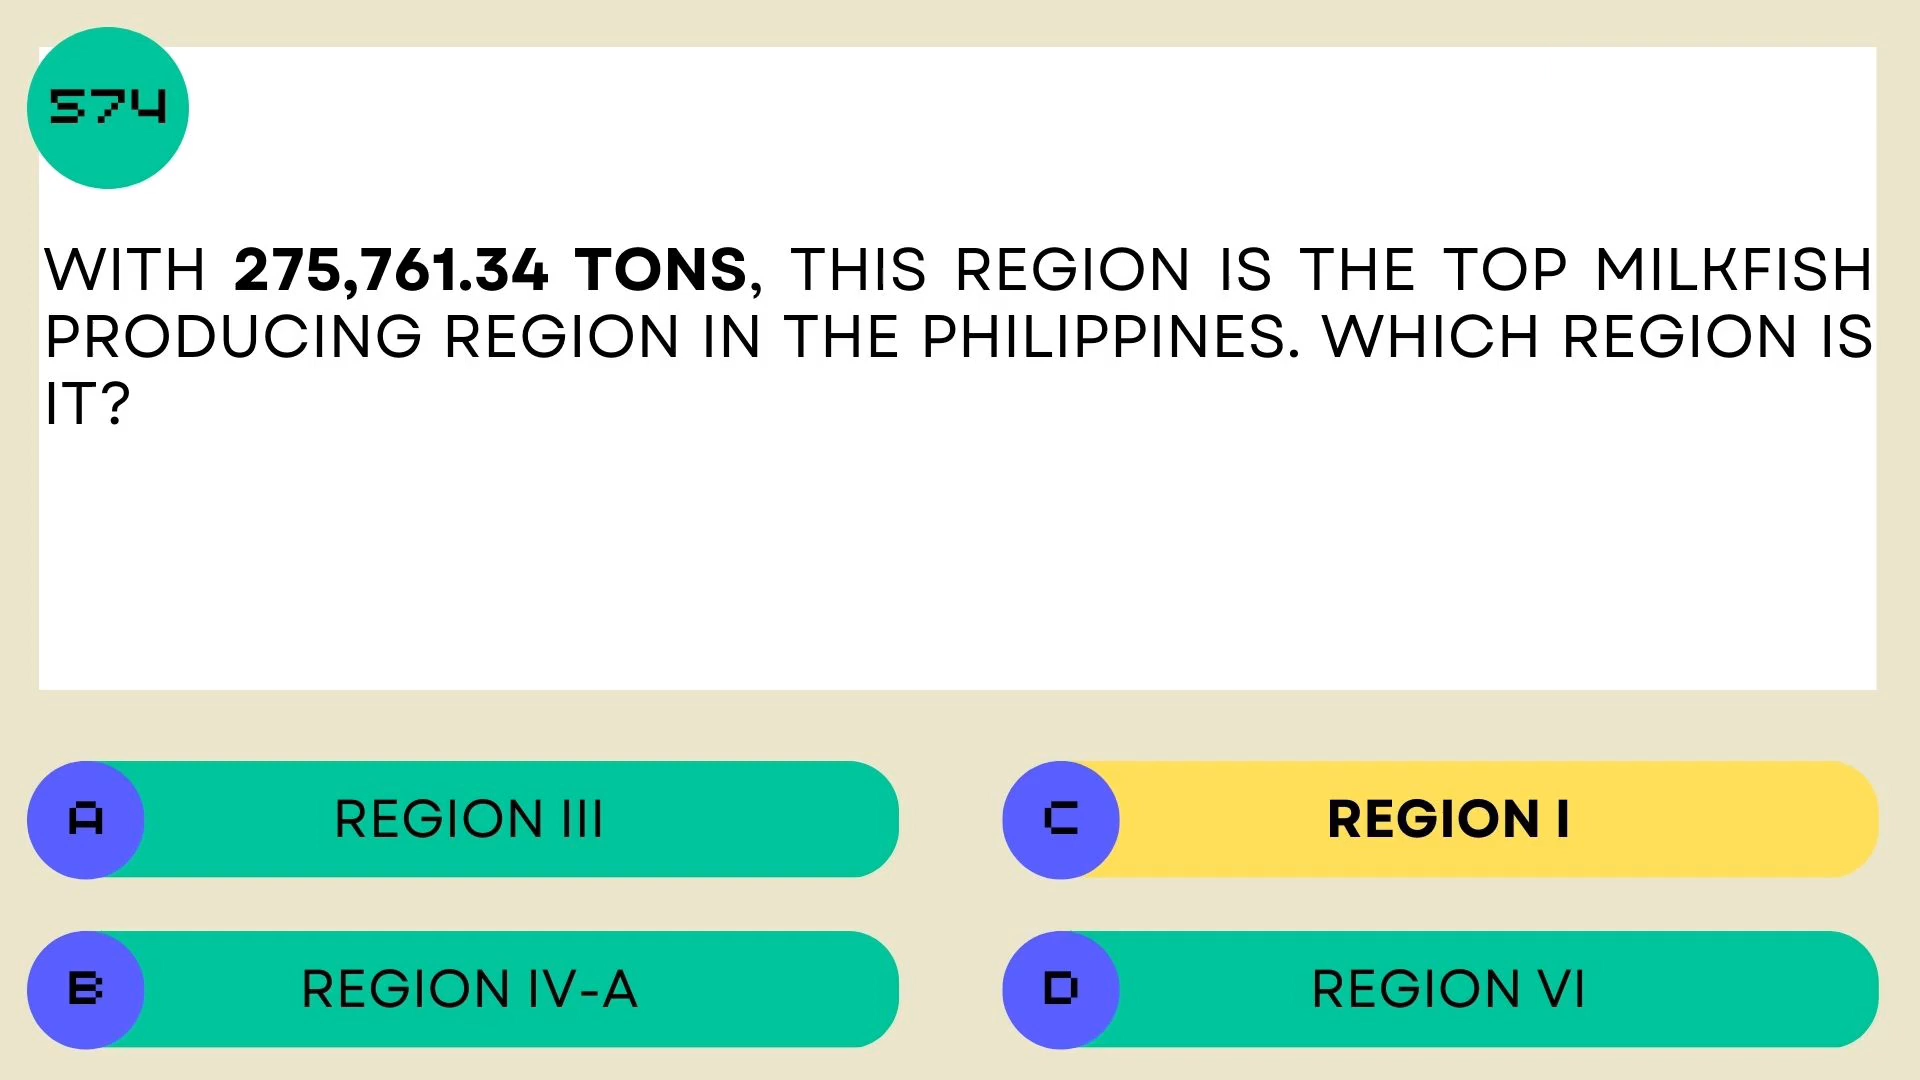 574
WITH 275,761.34 TONS, THIS REGION IS THE TOP MILKFISH
PRODUCING REGION IN THE PHILIPPINES. WHICH REGION IS
IT?
A REGION III
C REGION I
B REGION IV-A
D REGION VI